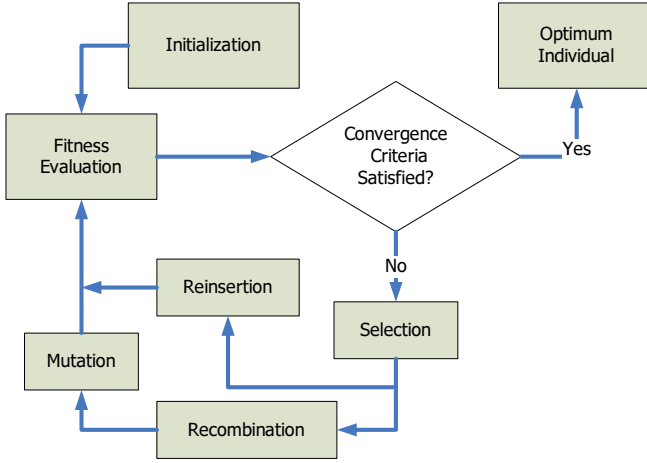 Initialization
Optimum
Individual
Fitness
Evaluation
Convergence
Criteria
Satisfied?
Yes
No
Reinsertion
Selection
Mutation
Recombination